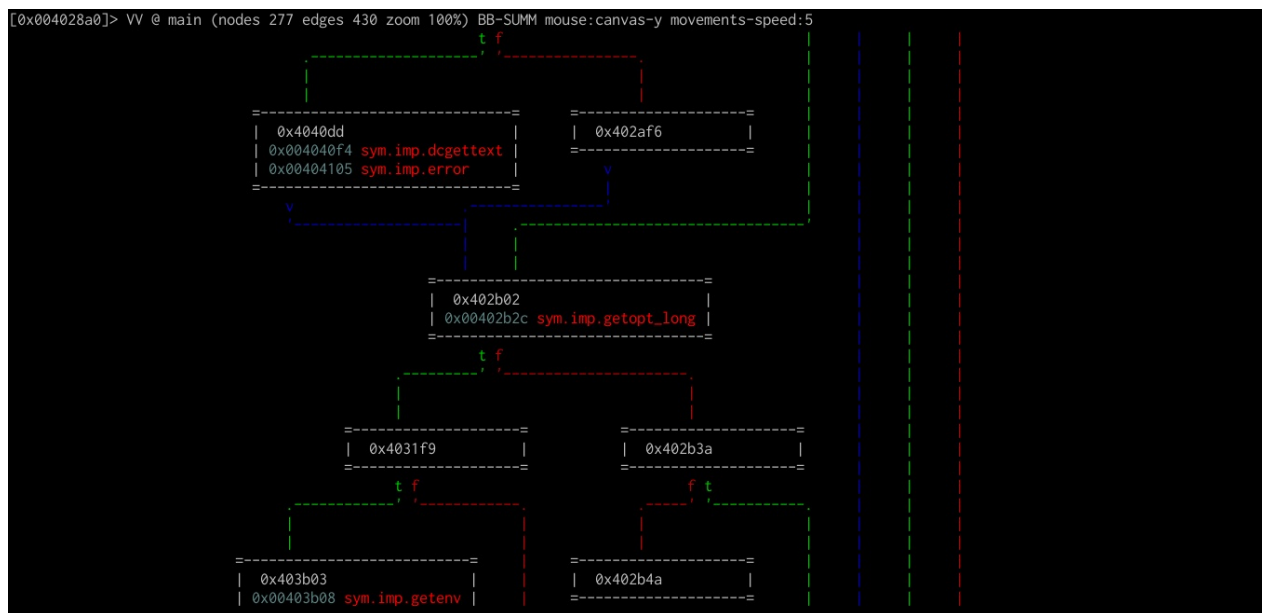 [0x004028a0]> VV @ main (nodes 277 edges 430 zoom 100%) BB-SUMM mouse:canvas-y movements-speed:5
t f
0x4040dd
0x004040f4 sym.imp.dcgettext
0x00404105 sym.imp.error
0x402af6
v
v
0x402b02
0x00402b2c sym.imp.getopt_long
t f
0x4031f9
0x402b3a
t f
f t
0x403b03
0x00403b08 sym.imp.getenv
0x402b4a